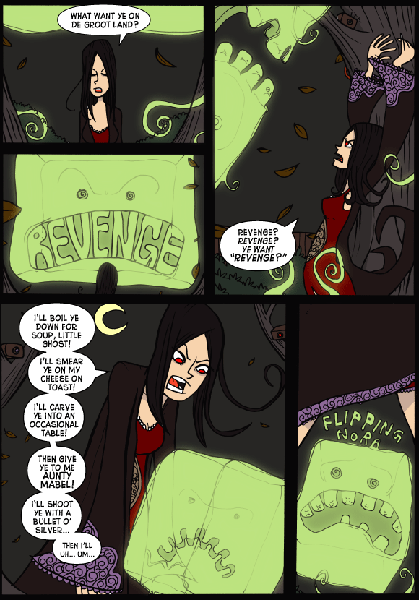 WHAT WANT YE ON
DE GROOT LAND?
REVENGE
REVENGE?
REVENGE?
YE WANT
"REVENGE?"
I'LL BOIL YE
DOWN FOR
SOUP, LITTLE
GHOST!
I'LL SMEAR
YE ON MY
CHEESE ON
TOAST!
I'LL CARVE
YE INTO AN
OCCASIONAL
TABLE!
THEN GIVE
YE TO ME
AUNTY
MABEL!
I'LL SHOOT
YE WITH A
BULLET O'
SILVER...
THEN I'LL
UH... UM...
FLIPPING
NOPE